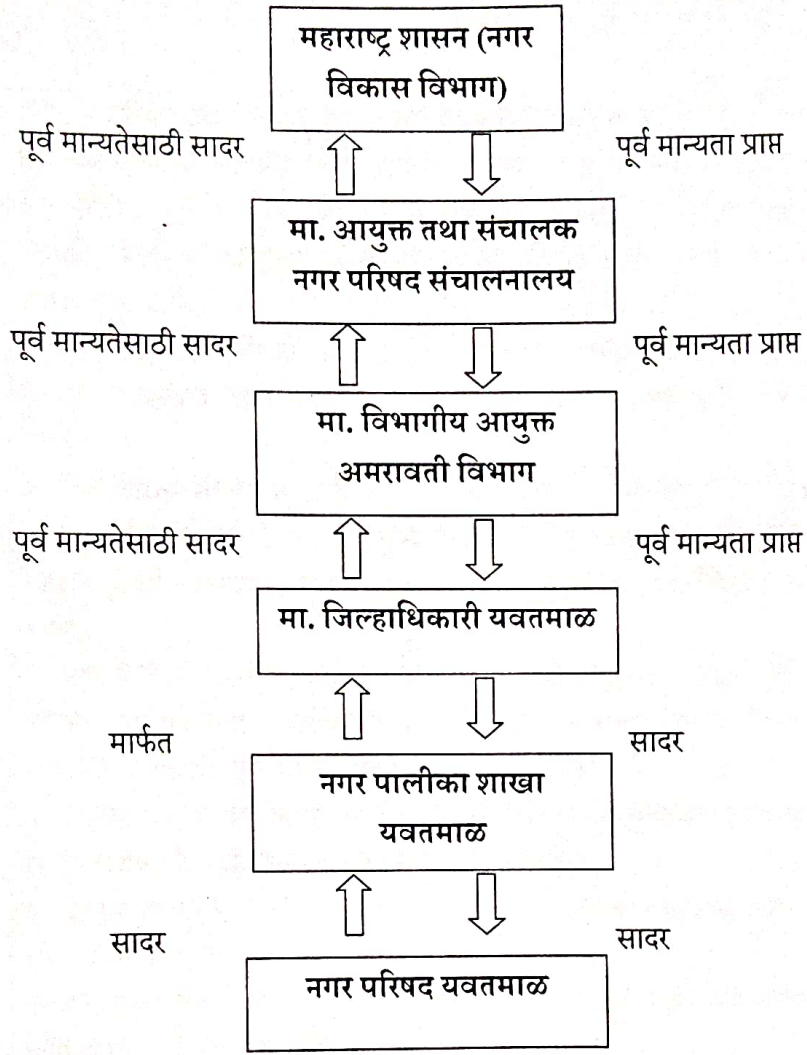 महाराष्ट्र शासन (नगर
विकास विभाग)
पूर्व मान्यतेसाठी सादर
पूर्व मान्यता प्राप्त
मा. आयुक्त तथा संचालक
नगर परिषद संचालनालय
पूर्व मान्यतेसाठी सादर
पूर्व मान्यता प्राप्त
मा. विभागीय आयुक्त
अमरावती विभाग
पूर्व मान्यतेसाठी सादर
पूर्व मान्यता प्राप्त
मा. जिल्हाधिकारी यवतमाळ
मार्फत
सादर
नगर पालीका शाखा
यवतमाळ
सादर
सादर
नगर परिषद यवतमाळ